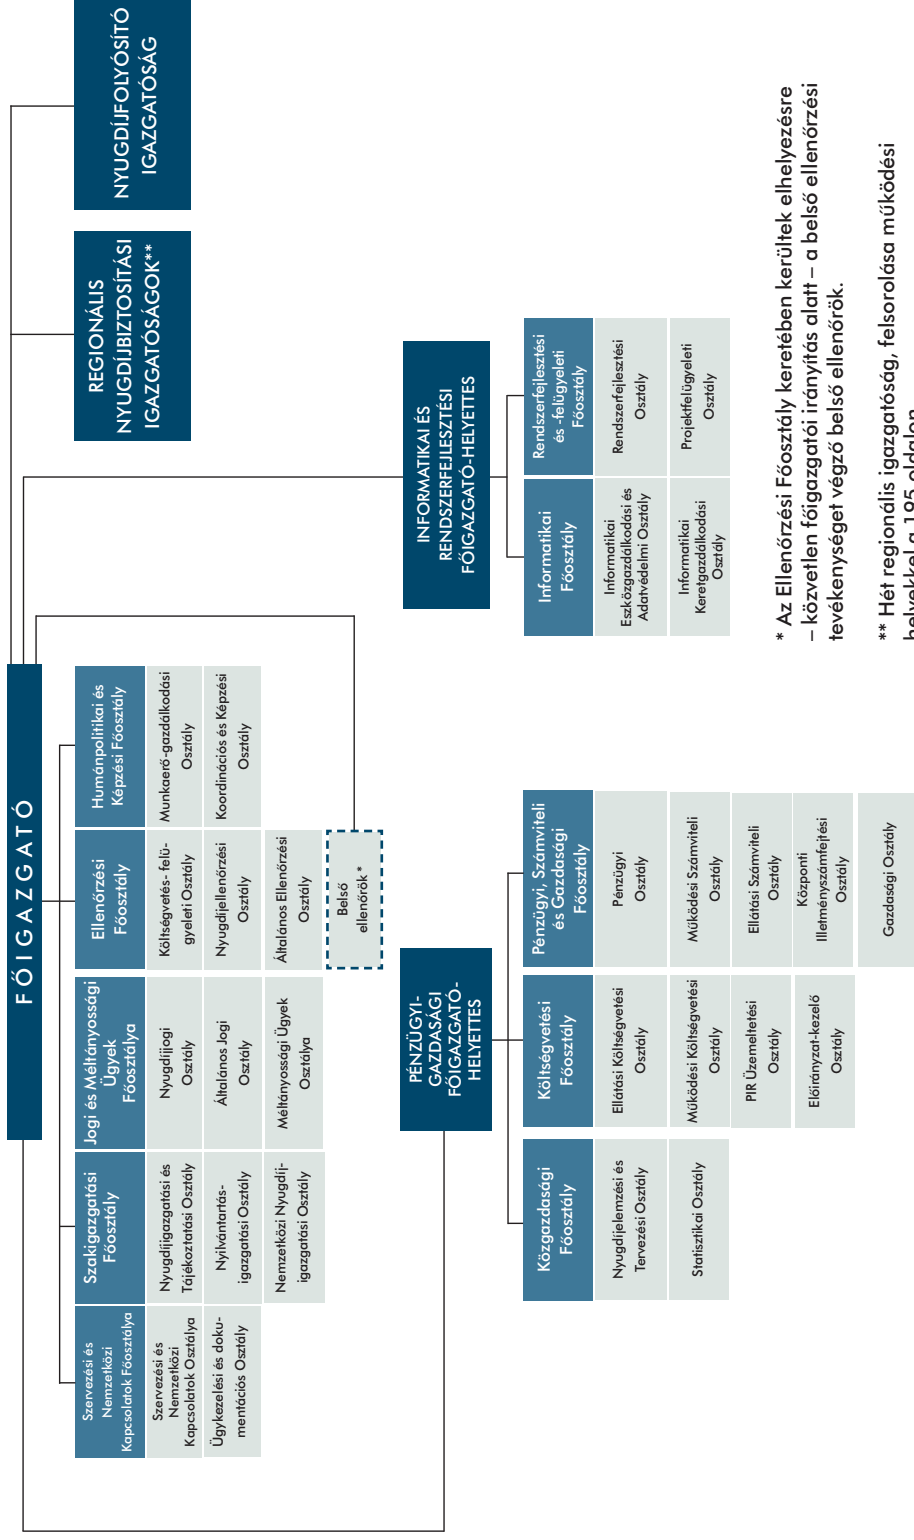 FŐIGAZGATÓ
Szervezési és
Nemzetközi
Kapcsolatok Főosztálya
Szervezési és
Nemzetközi
Kapcsolatok Osztálya
Ügykezelési és doku-
mentációs Osztály
Szakigazgatási
Főosztály
Nyugdíjigazgatási és
Tájékoztatási Osztály
Nyilvántartás-
igazgatási Osztály
Nemzetközi Nyugdíj-
igazgatási Osztály
Jogi és Méltányossági
Ügyek
Főosztálya
Nyugdíjjogi
Osztály
Általános Jogi
Osztály
Méltányossági Ügyek
Osztálya
Ellenőrzési
Főosztály
Költségvetés- felü-
gyeleti Osztály
Nyugdíjellenőrzési
Osztály
Általános Ellenőrzési
Osztály
Belső
ellenőrök *
Humánpolitikai és
Képzési Főosztály
Munkaerő-gazdálkodási
Osztály
Koordinációs és Képzési
Osztály
REGIONÁLIS
NYUGDÍJBIZTOSÍTÁSI
IGAZGATÓSÁGOK**
NYUGDÍJFOLYÓSÍTÓ
IGAZGATÓSÁG
PÉNZÜGYI-
GAZDASÁGI
FŐIGAZGATÓ-
HELYETTES
Közgazdasági
Főosztály
Nyugdíjelemzési és
Tervezési Osztály
Statisztikai Osztály
Költségvetési
Főosztály
Ellátási Költségvetési
Osztály
Működési Költségvetési
Osztály
PIR Üzemeltetési
Osztály
Előirányzat-kezelő
Osztály
Pénzügyi, Számviteli
és Gazdasági
Főosztály
Pénzügyi
Osztály
Működési Számviteli
Osztály
Ellátási Számviteli
Osztály
Központi
Illetményszámfejtési
Osztály
Gazdasági Osztály
INFORMATIKAI ÉS
RENDSZERFEJLESZTÉSI
FŐIGAZGATÓ-HELYETTES
Informatikai
Főosztály
Informatikai
Eszközgazdálkodási és
Adatvédelmi Osztály
Informatikai
Keretgazdálkodási
Osztály
Rendszerfejlesztési
és -felügyeleti
Főosztály
Rendszerfejlesztési
Osztály
Projektfelügyeleti
Osztály
* Az Ellenőrzési Főosztály keretében kerültek elhelyezésre
– közvetlen főigazgatói irányítás alatt – a belső ellenőrzési
tevékenységet végző belső ellenőrök.
** Hét regionális igazgatóság, felsorolása működési
helyekkel a 185 oldalon